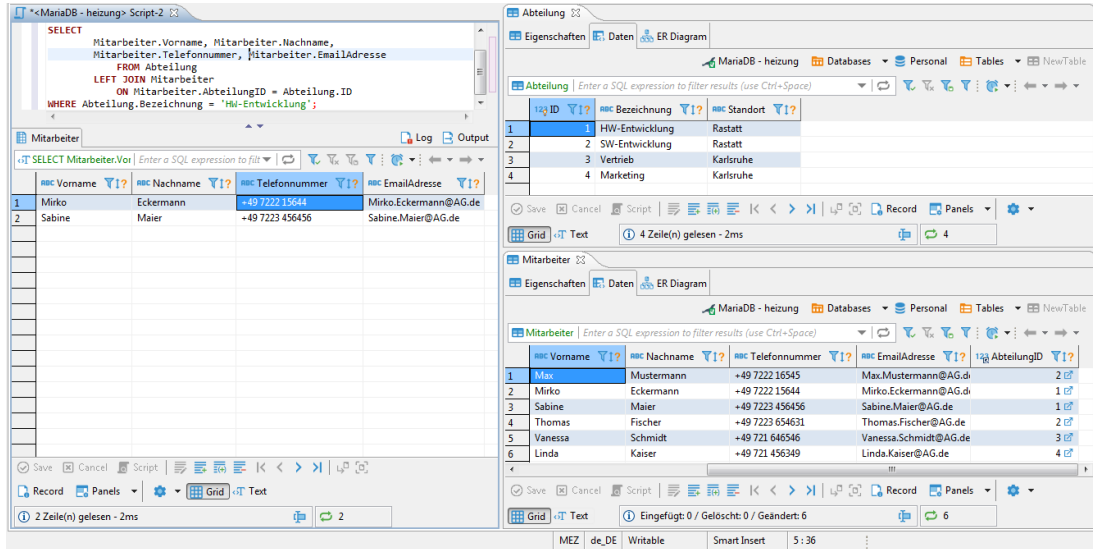 *<MariaDB - heizung> Script-2
SELECT
Mitarbeiter.Vorname, Mitarbeiter.Nachname,
Mitarbeiter.Telefonnummer, Mitarbeiter.EmailAdresse
FROM Abteilung
LEFT JOIN Mitarbeiter
ON Mitarbeiter.AbteilungID = Abteilung.ID
WHERE Abteilung.Bezeichnung = 'HW-Entwicklung';
Mitarbeiter Log Output
SELECT Mitarbeiter.Vor Enter a SQL expression to filt
ABC Vorname ABC Nachname ABC Telefonnummer ABC EmailAdresse
1 Mirko Eckermann +49 7222 15644 Mirko.Eckermann@AG.de
2 Sabine Maier +49 7223 456456 Sabine.Maier@AG.de
Save Cancel Script
Record Panels Grid Text
2 Zeile(n) gelesen - 2ms 2
Abteilung
Eigenschaften Daten ER Diagram
MariaDB - heizung Databases Personal Tables NewTable
Abteilung Enter a SQL expression to filter results (use Ctrl+Space)
123 ID ABC Bezeichnung ABC Standort
1 1 HW-Entwicklung Rastatt
2 2 SW-Entwicklung Rastatt
3 3 Vertrieb Karlsruhe
4 4 Marketing Karlsruhe
Save Cancel Script Record Panels
Grid Text 4 Zeile(n) gelesen - 2ms 4
Mitarbeiter
Eigenschaften Daten ER Diagram
MariaDB - heizung Databases Personal Tables NewTable
Mitarbeiter Enter a SQL expression to filter results (use Ctrl+Space)
ABC Vorname ABC Nachname ABC Telefonnummer ABC EmailAdresse 123 AbteilungID
1 Max Mustermann +49 7222 16545 Max.Mustermann@AG.de 2
2 Mirko Eckermann +49 7222 15644 Mirko.Eckermann@AG.de 1
3 Sabine Maier +49 7223 456456 Sabine.Maier@AG.de 1
4 Thomas Fischer +49 7223 654631 Thomas.Fischer@AG.de 2
5 Vanessa Schmidt +49 721 646546 Vanessa.Schmidt@AG.de 3
6 Linda Kaiser +49 721 456349 Linda.Kaiser@AG.de 4
Save Cancel Script Record Panels
Grid Text Eingefügt: 0 / Gelöscht: 0 / Geändert: 6 6
MEZ de_DE Writable Smart Insert 5 : 36